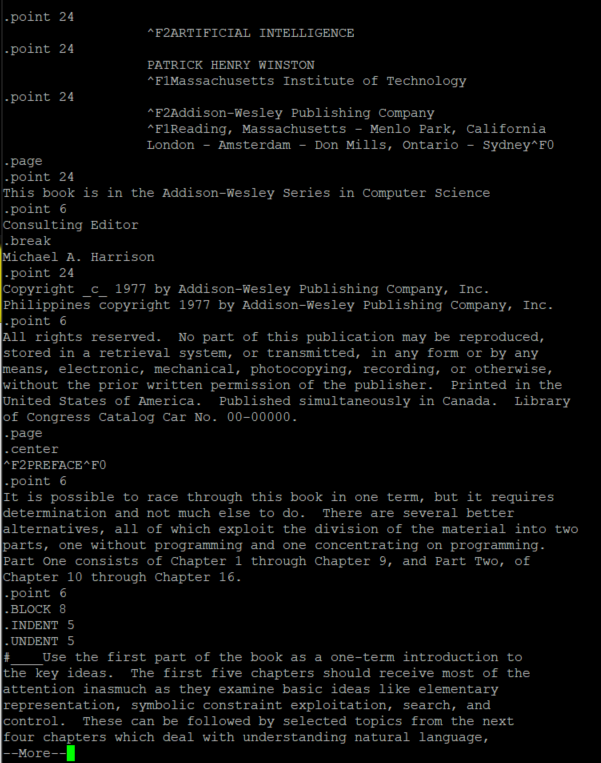 .point 24
^F2ARTIFICIAL INTELLIGENCE
.point 24
PATRICK HENRY WINSTON
^F1Massachusetts Institute of Technology
.point 24
^F2Addison-Wesley Publishing Company
^F1Reading, Massachusetts - Menlo Park, California
London - Amsterdam - Don Mills, Ontario - Sydney^F0
.page
.point 24
This book is in the Addison-Wesley Series in Computer Science
.point 6
Consulting Editor
.break
Michael A. Harrison
.point 24
Copyright _c_ 1977 by Addison-Wesley Publishing Company, Inc.
Philippines copyright 1977 by Addison-Wesley Publishing Company, Inc.
.point 6
All rights reserved.  No part of this publication may be reproduced,
stored in a retrieval system, or transmitted, in any form or by any
means, electronic, mechanical, photocopying, recording, or otherwise,
without the prior written permission of the publisher.  Printed in the
United States of America.  Published simultaneously in Canada.  Library
of Congress Catalog Car No. 00-00000.
.page
.center
^F2PREFACE^F0
.point 6
It is possible to race through this book in one term, but it requires
determination and not much else to do.  There are several better
alternatives, all of which exploit the division of the material into two
parts, one without programming and one concentrating on programming.
Part One consists of Chapter 1 through Chapter 9, and Part Two, of
Chapter 10 through Chapter 16.
.point 6
.BLOCK 8
.INDENT 5
.UNDENT 5
#____Use the first part of the book as a one-term introduction to
the key ideas.  The first five chapters should receive most of the
attention inasmuch as they examine basic ideas like elementary
representation, symbolic constraint exploitation, search, and
control.  These can be followed by selected topics from the next
four chapters which deal with understanding natural language,
--More--